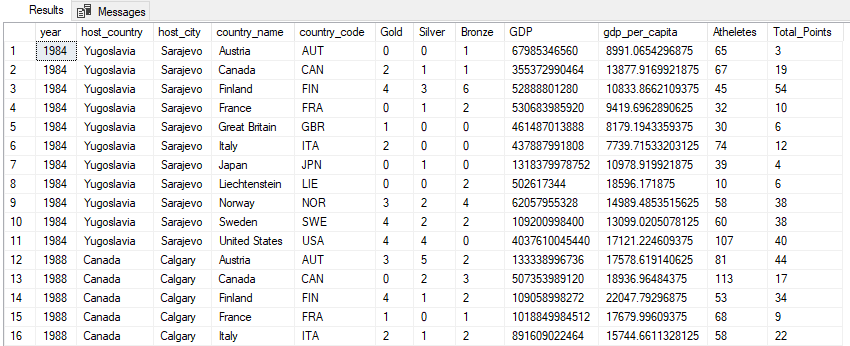 Results Messages
year host_country host_city country_name country_code Gold Silver Bronze GDP gdp_per_capita Atheletes Total_Points
1 1984 Yugoslavia Sarajevo Austria AUT 0 0 1 67985346560 8991.0654296875 65 3
2 1984 Yugoslavia Sarajevo Canada CAN 2 1 1 355372990464 13877.9169921875 67 19
3 1984 Yugoslavia Sarajevo Finland FIN 4 3 6 52888801280 10833.8662109375 45 54
4 1984 Yugoslavia Sarajevo France FRA 0 1 2 530683985920 9419.6962890625 32 10
5 1984 Yugoslavia Sarajevo Great Britain GBR 1 0 0 461487013888 8179.1943359375 30 6
6 1984 Yugoslavia Sarajevo Italy ITA 2 0 0 437887991808 7739.71533203125 74 12
7 1984 Yugoslavia Sarajevo Japan JPN 0 1 0 1318379978752 10978.919921875 39 4
8 1984 Yugoslavia Sarajevo Liechtenstein LIE 0 0 2 502617344 18596.171875 10 6
9 1984 Yugoslavia Sarajevo Norway NOR 3 2 4 62057955328 14989.4853515625 58 38
10 1984 Yugoslavia Sarajevo Sweden SWE 4 2 2 109200998400 13099.0205078125 60 38
11 1984 Yugoslavia Sarajevo United States USA 4 4 0 4037610045440 17121.224609375 107 40
12 1988 Canada Calgary Austria AUT 3 5 2 133338996736 17578.619140625 81 44
13 1988 Canada Calgary Canada CAN 0 2 3 507353989120 18936.96484375 113 17
14 1988 Canada Calgary Finland FIN 4 1 2 109058998272 22047.79296875 53 34
15 1988 Canada Calgary France FRA 1 0 1 1018849984512 17679.99609375 68 9
16 1988 Canada Calgary Italy ITA 2 1 2 891609022464 15744.6611328125 58 22